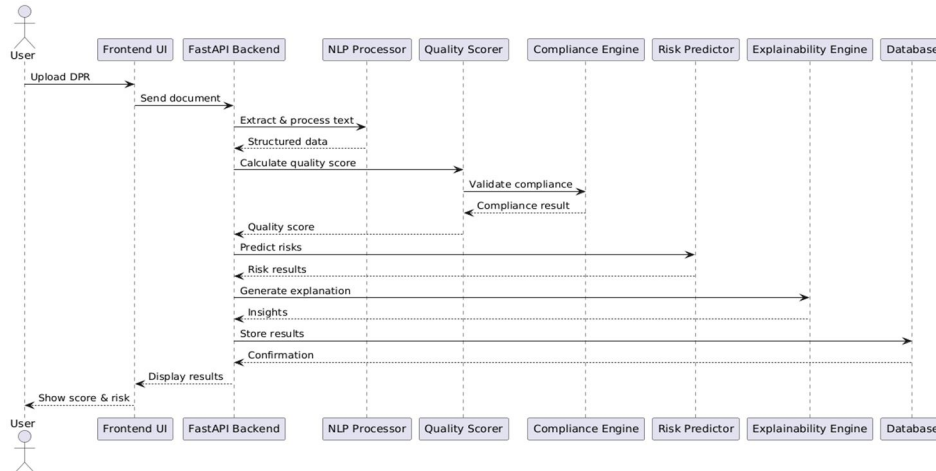 User
Frontend UI
FastAPI Backend
NLP Processor
Quality Scorer
Compliance Engine
Risk Predictor
Explainability Engine
Database
Upload DPR
Send document
Extract & process text
Structured data
Calculate quality score
Validate compliance
Compliance result
Quality score
Predict risks
Risk results
Generate explanation
Insights
Store results
Confirmation
Display results
Show score & risk
User
Frontend UI
FastAPI Backend
NLP Processor
Quality Scorer
Compliance Engine
Risk Predictor
Explainability Engine
Database